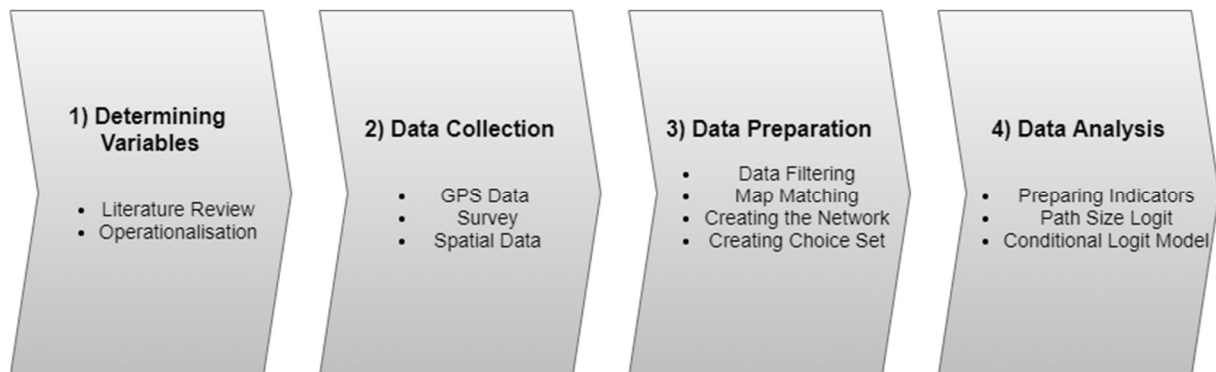 1) Determining
Variables
• Literature Review
• Operationalisation
2) Data Collection
• GPS Data
• Survey
• Spatial Data
3) Data Preparation
• Data Filtering
• Map Matching
• Creating the Network
• Creating Choice Set
4) Data Analysis
• Preparing Indicators
• Path Size Logit
• Conditional Logit Model